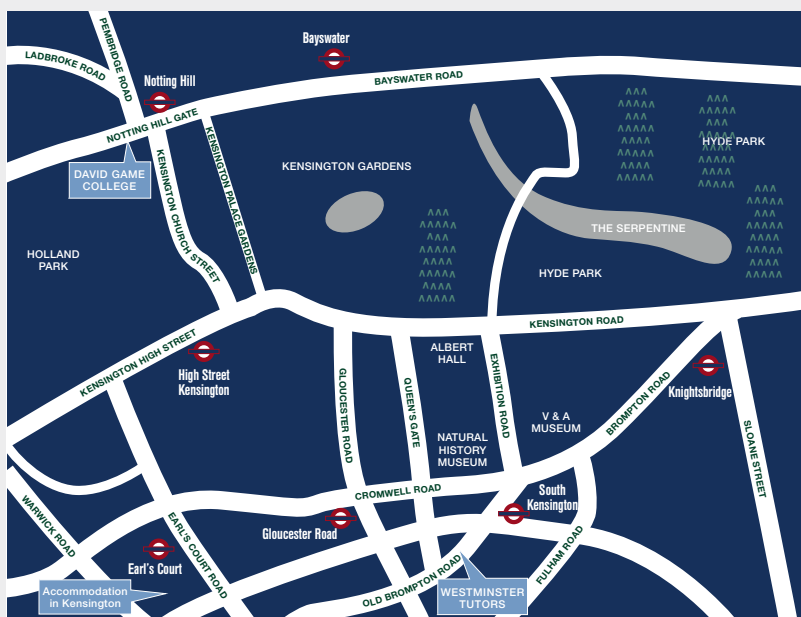 Bayswater
PEMBRIDGE ROAD
LADBROKE ROAD
Notting Hill
BAYSWATER ROAD
NOTTING HILL GATE
HYDE PARK
DAVID GAME
COLLEGE
KENSINGTON CHURCH STREET
KENSINGTON PALACE GARDENS
KENSINGTON GARDENS
THE SERPENTINE
HOLLAND
PARK
HYDE PARK
KENSINGTON ROAD
KENSINGTON HIGH STREET
High Street
Kensington
ALBERT
HALL
GLOUCESTER ROAD
QUEEN'S GATE
EXHIBITION ROAD
BROMPTON ROAD
Knightsbridge
V & A
MUSEUM
SLOANE STREET
NATURAL
HISTORY
MUSEUM
CROMWELL ROAD
South
Kensington
WARWICK ROAD
EARL'S COURT ROAD
Gloucester Road
Earl's Court
FULHAM ROAD
OLD BROMPTON ROAD
Accommodation
in Kensington
WESTMINSTER
TUTORS